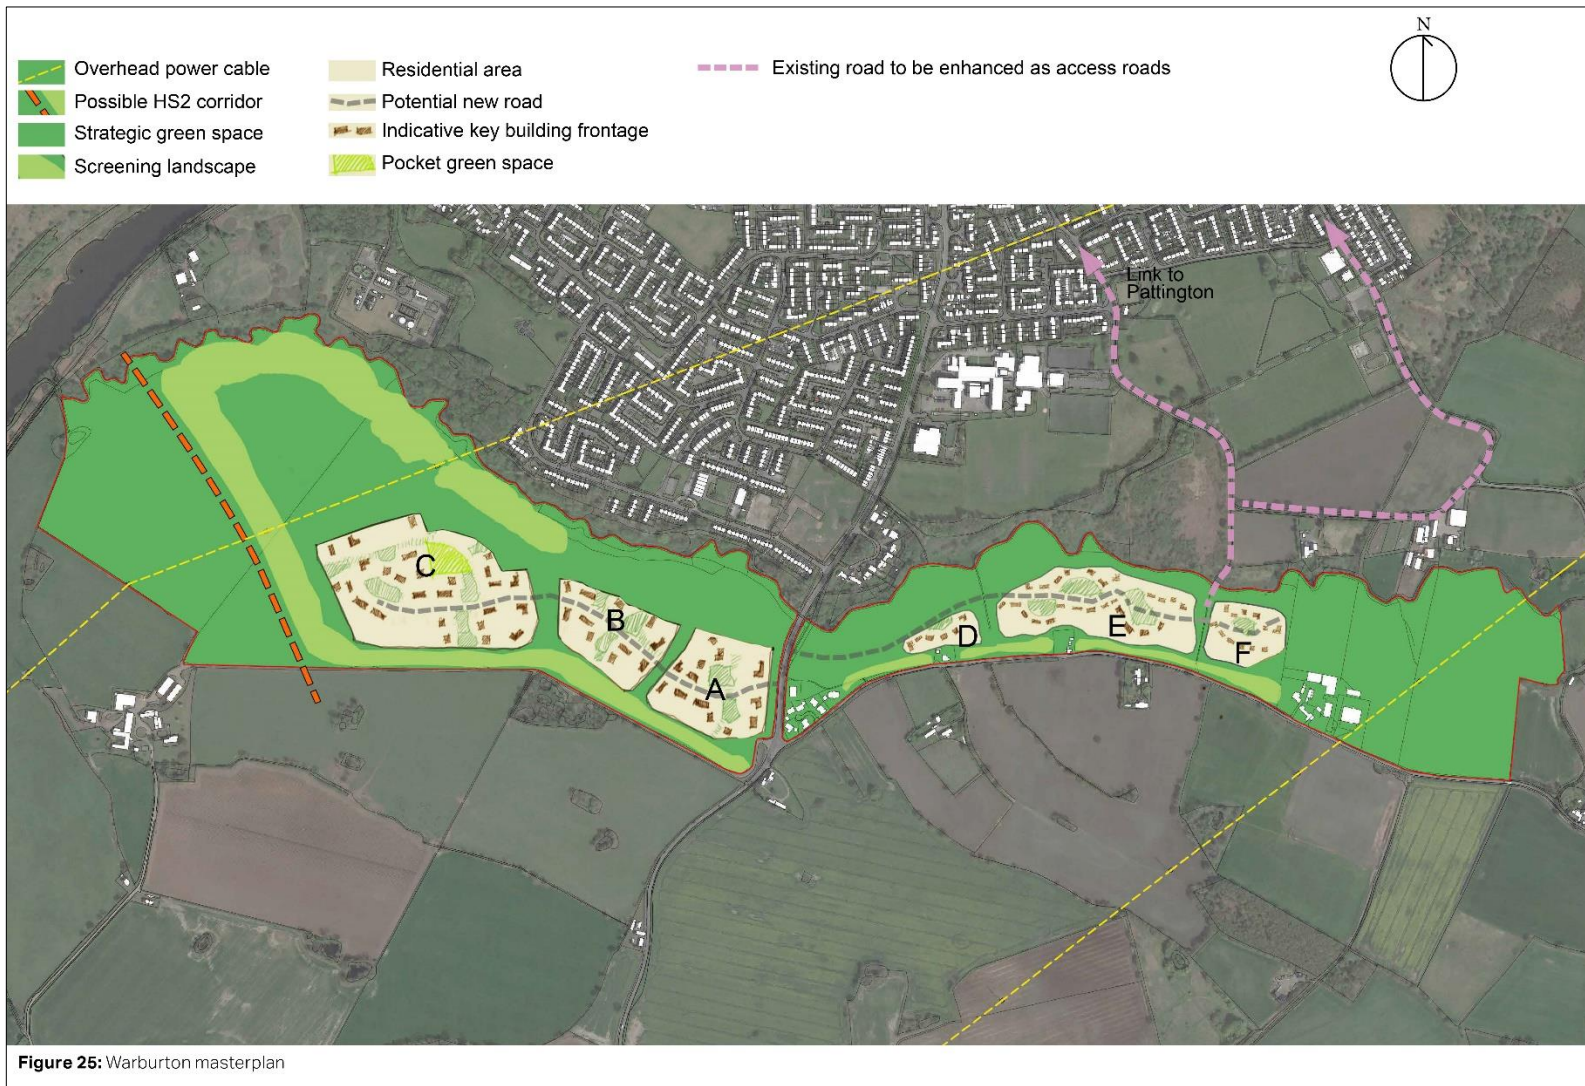 N
Overhead power cable
Possible HS2 corridor
Strategic green space
Screening landscape
Residential area
Potential new road
Indicative key building frontage
Pocket green space
Existing road to be enhanced as access roads
Link to
Pattington
C
B
A
D
E
F
Figure 25: Warburton masterplan